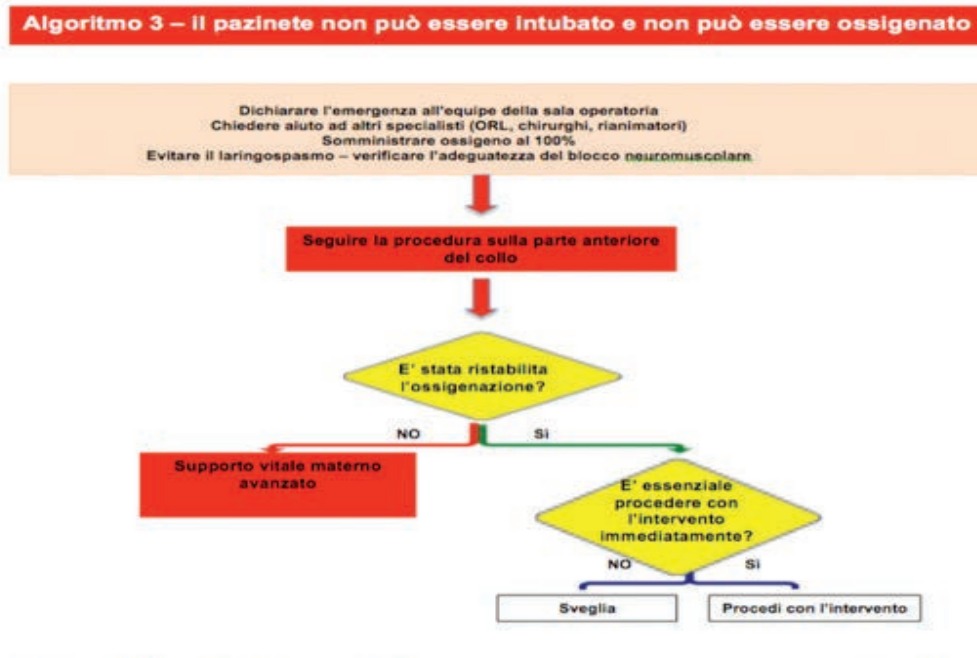 Algoritmo 3 – il pazinete non può essere intubato e non può essere ossigenato
Dichiarare l'emergenza all'equipe della sala operatoria
Chiedere aiuto ad altri specialisti (ORL, chirurghi, rianimatori)
Somministrare ossigeno al 100%
Evitare il laringospasmo – verificare l'adeguatezza del blocco neuromuscolare
Seguire la procedura sulla parte anteriore
del collo
E' stata ristabilita
l'ossigenazione?
NO
Sì
Supporto vitale materno
avanzato
E' essenziale
procedere con
l'intervento
immediatamente?
NO
Sì
Sveglia
Procedi con l'intervento